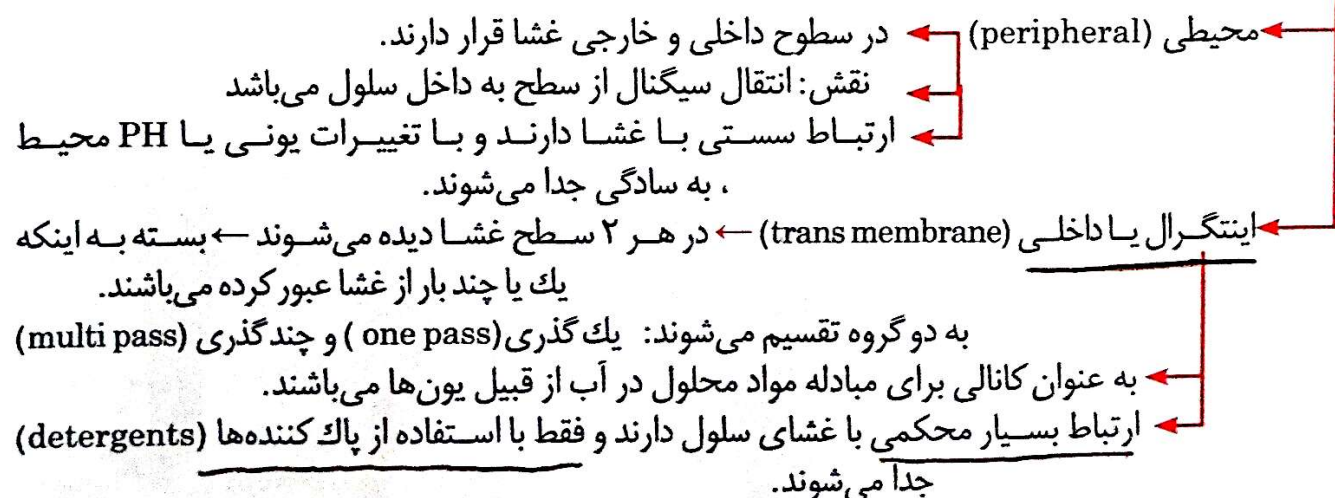 محیطی (peripheral) در سطوح داخلی و خارجی غشا قرار دارند.
نقش: انتقال سیگنال از سطح به داخل سلول می‌باشد
ارتباط سستی با غشا دارند و با تغییرات یونی یا PH محیط
، به سادگی جدا می‌شوند.
اینتگرال یا داخلی (trans membrane) ← در هر ۲ سطح غشا دیده می‌شوند ← بسته به اینکه
یك یا چند بار از غشا عبور کرده می‌باشند.
به دو گروه تقسیم می‌شوند: یك گذری (one pass ) و چند گذری (multi pass)
به عنوان کانالی برای مبادله مواد محلول در آب از قبیل یون‌ها می‌باشند.
ارتباط بسیار محکمی با غشای سلول دارند و فقط با استفاده از پاك کننده‌ها (detergents)
جدا می‌شوند.